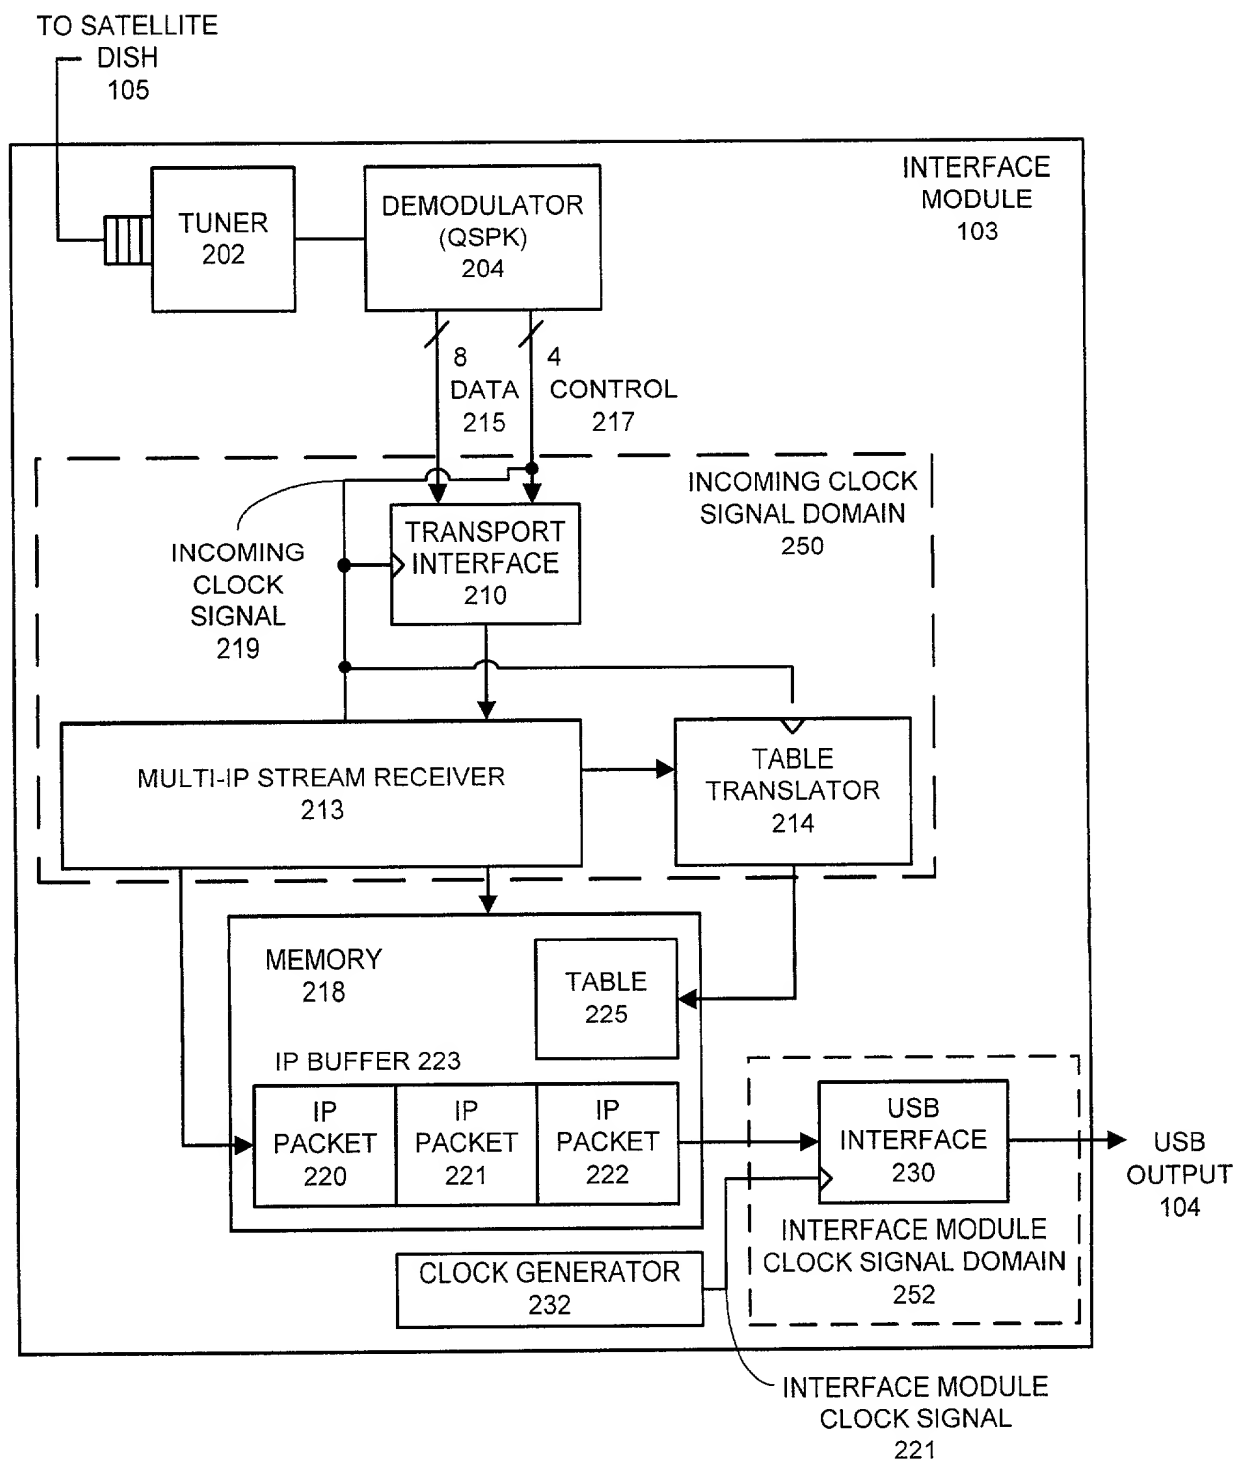 TO SATELLITE
DISH
105
INTERFACE
MODULE
103
TUNER
202
DEMODULATOR
(QSPK)
204
8
DATA
215
4
CONTROL
217
INCOMING CLOCK
SIGNAL DOMAIN
250
INCOMING
CLOCK
SIGNAL
219
TRANSPORT
INTERFACE
210
MULTI-IP STREAM RECEIVER
213
TABLE
TRANSLATOR
214
MEMORY
218
TABLE
225
IP BUFFER 223
IP
PACKET
220
IP
PACKET
221
IP
PACKET
222
USB
INTERFACE
230
USB
OUTPUT
104
INTERFACE MODULE
CLOCK SIGNAL DOMAIN
252
CLOCK GENERATOR
232
INTERFACE MODULE
CLOCK SIGNAL
221